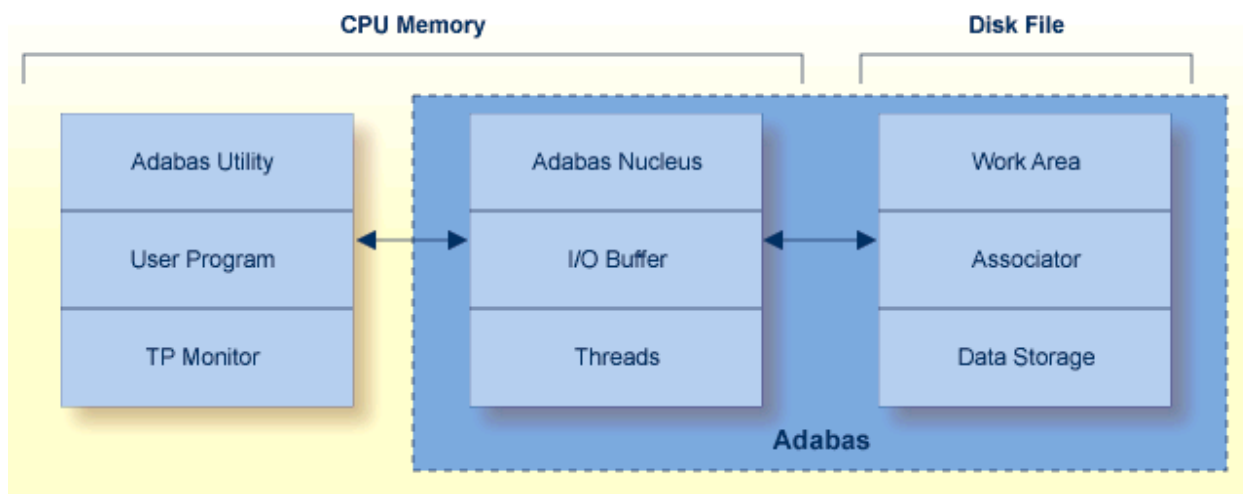 CPU Memory
Disk File
Adabas Utility
User Program
TP Monitor
Adabas Nucleus
I/O Buffer
Threads
Work Area
Associator
Data Storage
Adabas